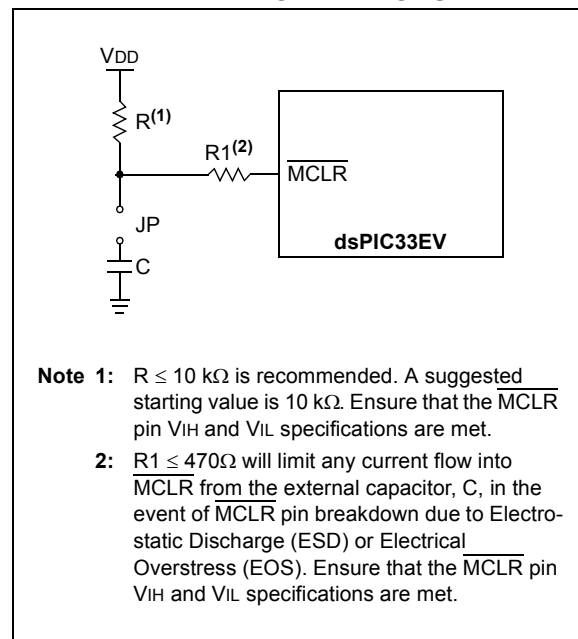 VDD
R(1)
R1(2)
MCLR
JP
C
dsPIC33EV
Note 1: R ≤ 10 kΩ is recommended. A suggested
starting value is 10 kΩ. Ensure that the MCLR
pin VIH and VIL specifications are met.
2: R1 ≤ 470Ω will limit any current flow into
MCLR from the external capacitor, C, in the
event of MCLR pin breakdown due to Electro-
static Discharge (ESD) or Electrical
Overstress (EOS). Ensure that the MCLR pin
VIH and VIL specifications are met.